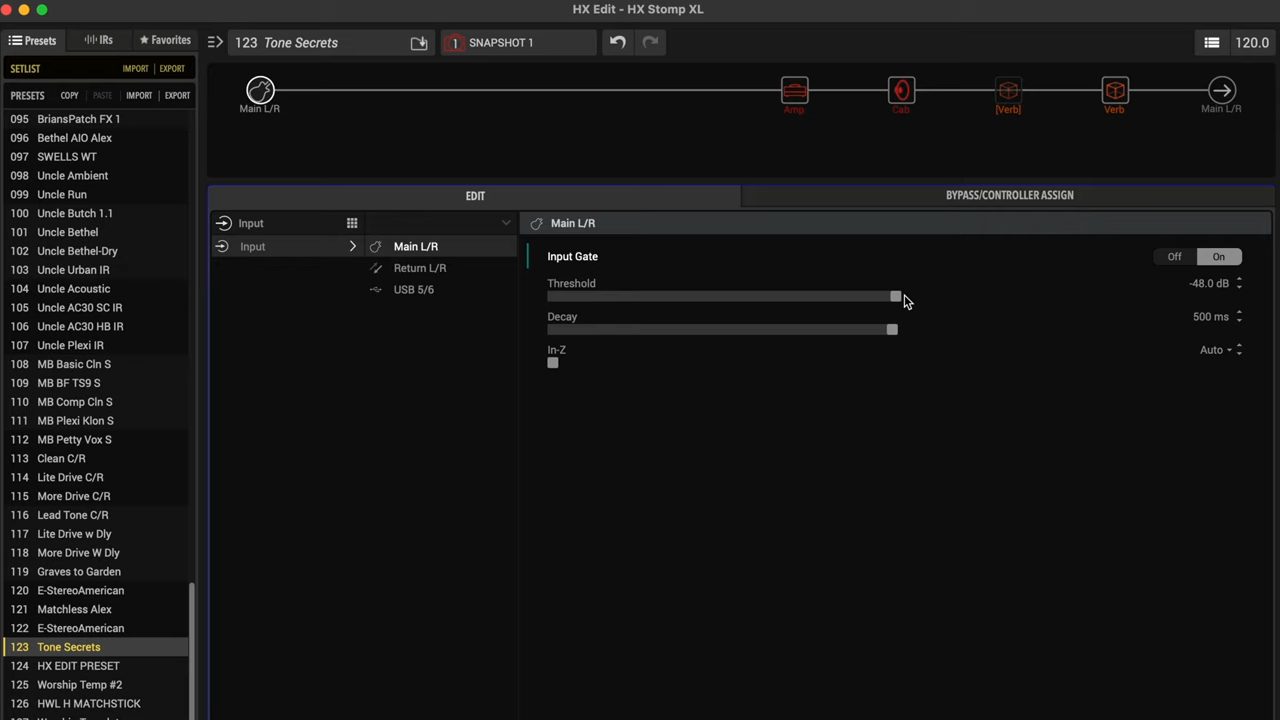 HX Edit - HX Stomp XL
Presets IRs Favorites
123 Tone Secrets
1 SNAPSHOT 1
120.0
SETLIST IMPORT EXPORT
PRESETS COPY PASTE IMPORT EXPORT
Main L/R Amp Cab [Verb] Verb Main L/R
095 BriansPatch FX 1
096 Bethel AIO Alex
097 SWELLS WT
098 Uncle Ambient
099 Uncle Run
100 Uncle Butch 1.1
101 Uncle Bethel
102 Uncle Bethel-Dry
103 Uncle Urban IR
104 Uncle Acoustic
105 Uncle AC30 SC IR
106 Uncle AC30 HB IR
107 Uncle Plexi IR
108 MB Basic Cln S
109 MB BF TS9 S
110 MB Comp Cln S
111 MB Plexi Klon S
112 MB Petty Vox S
113 Clean C/R
114 Lite Drive C/R
115 More Drive C/R
116 Lead Tone C/R
117 Lite Drive w Dly
118 More Drive W Dly
119 Graves to Garden
120 E-StereoAmerican
121 Matchless Alex
122 E-StereoAmerican
123 Tone Secrets
124 HX EDIT PRESET
125 Worship Temp #2
126 HWL H MATCHSTICK
EDIT
BYPASS/CONTROLLER ASSIGN
Input
Input
Main L/R
Return L/R
USB 5/6
Main L/R
Input Gate Off On
Threshold -48.0 dB
Decay 500 ms
In-Z Auto